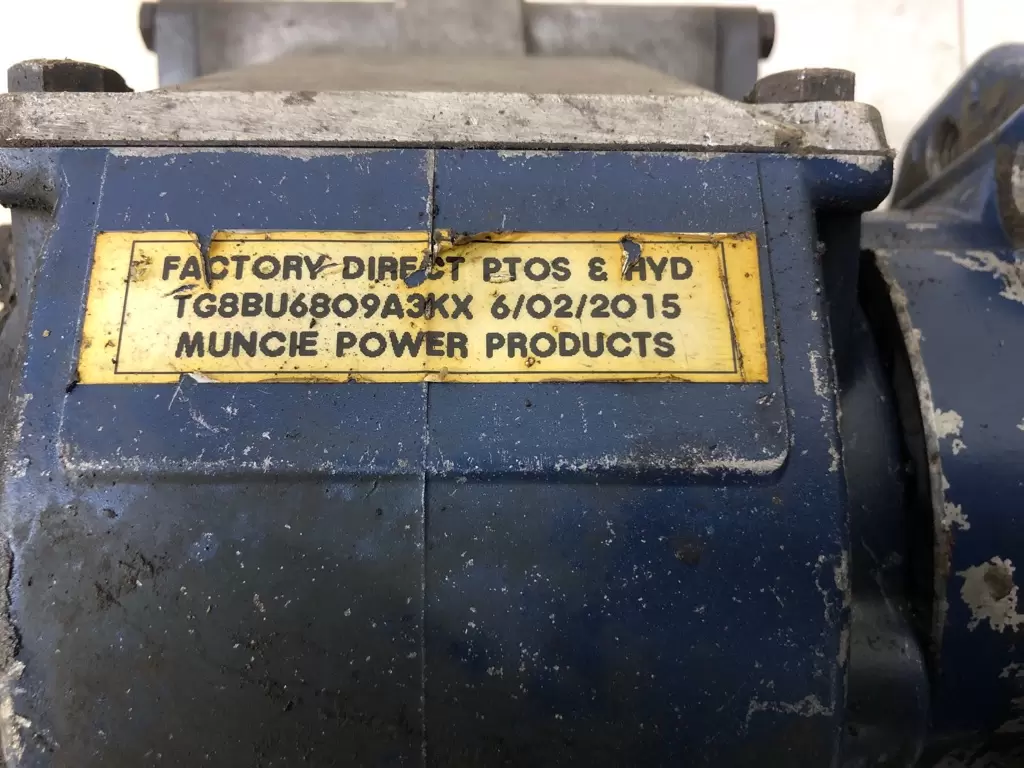 FACTORY DIRECT PTOS & HYD
TG8BU6809A3KX 6/02/2015
MUNCIE POWER PRODUCTS